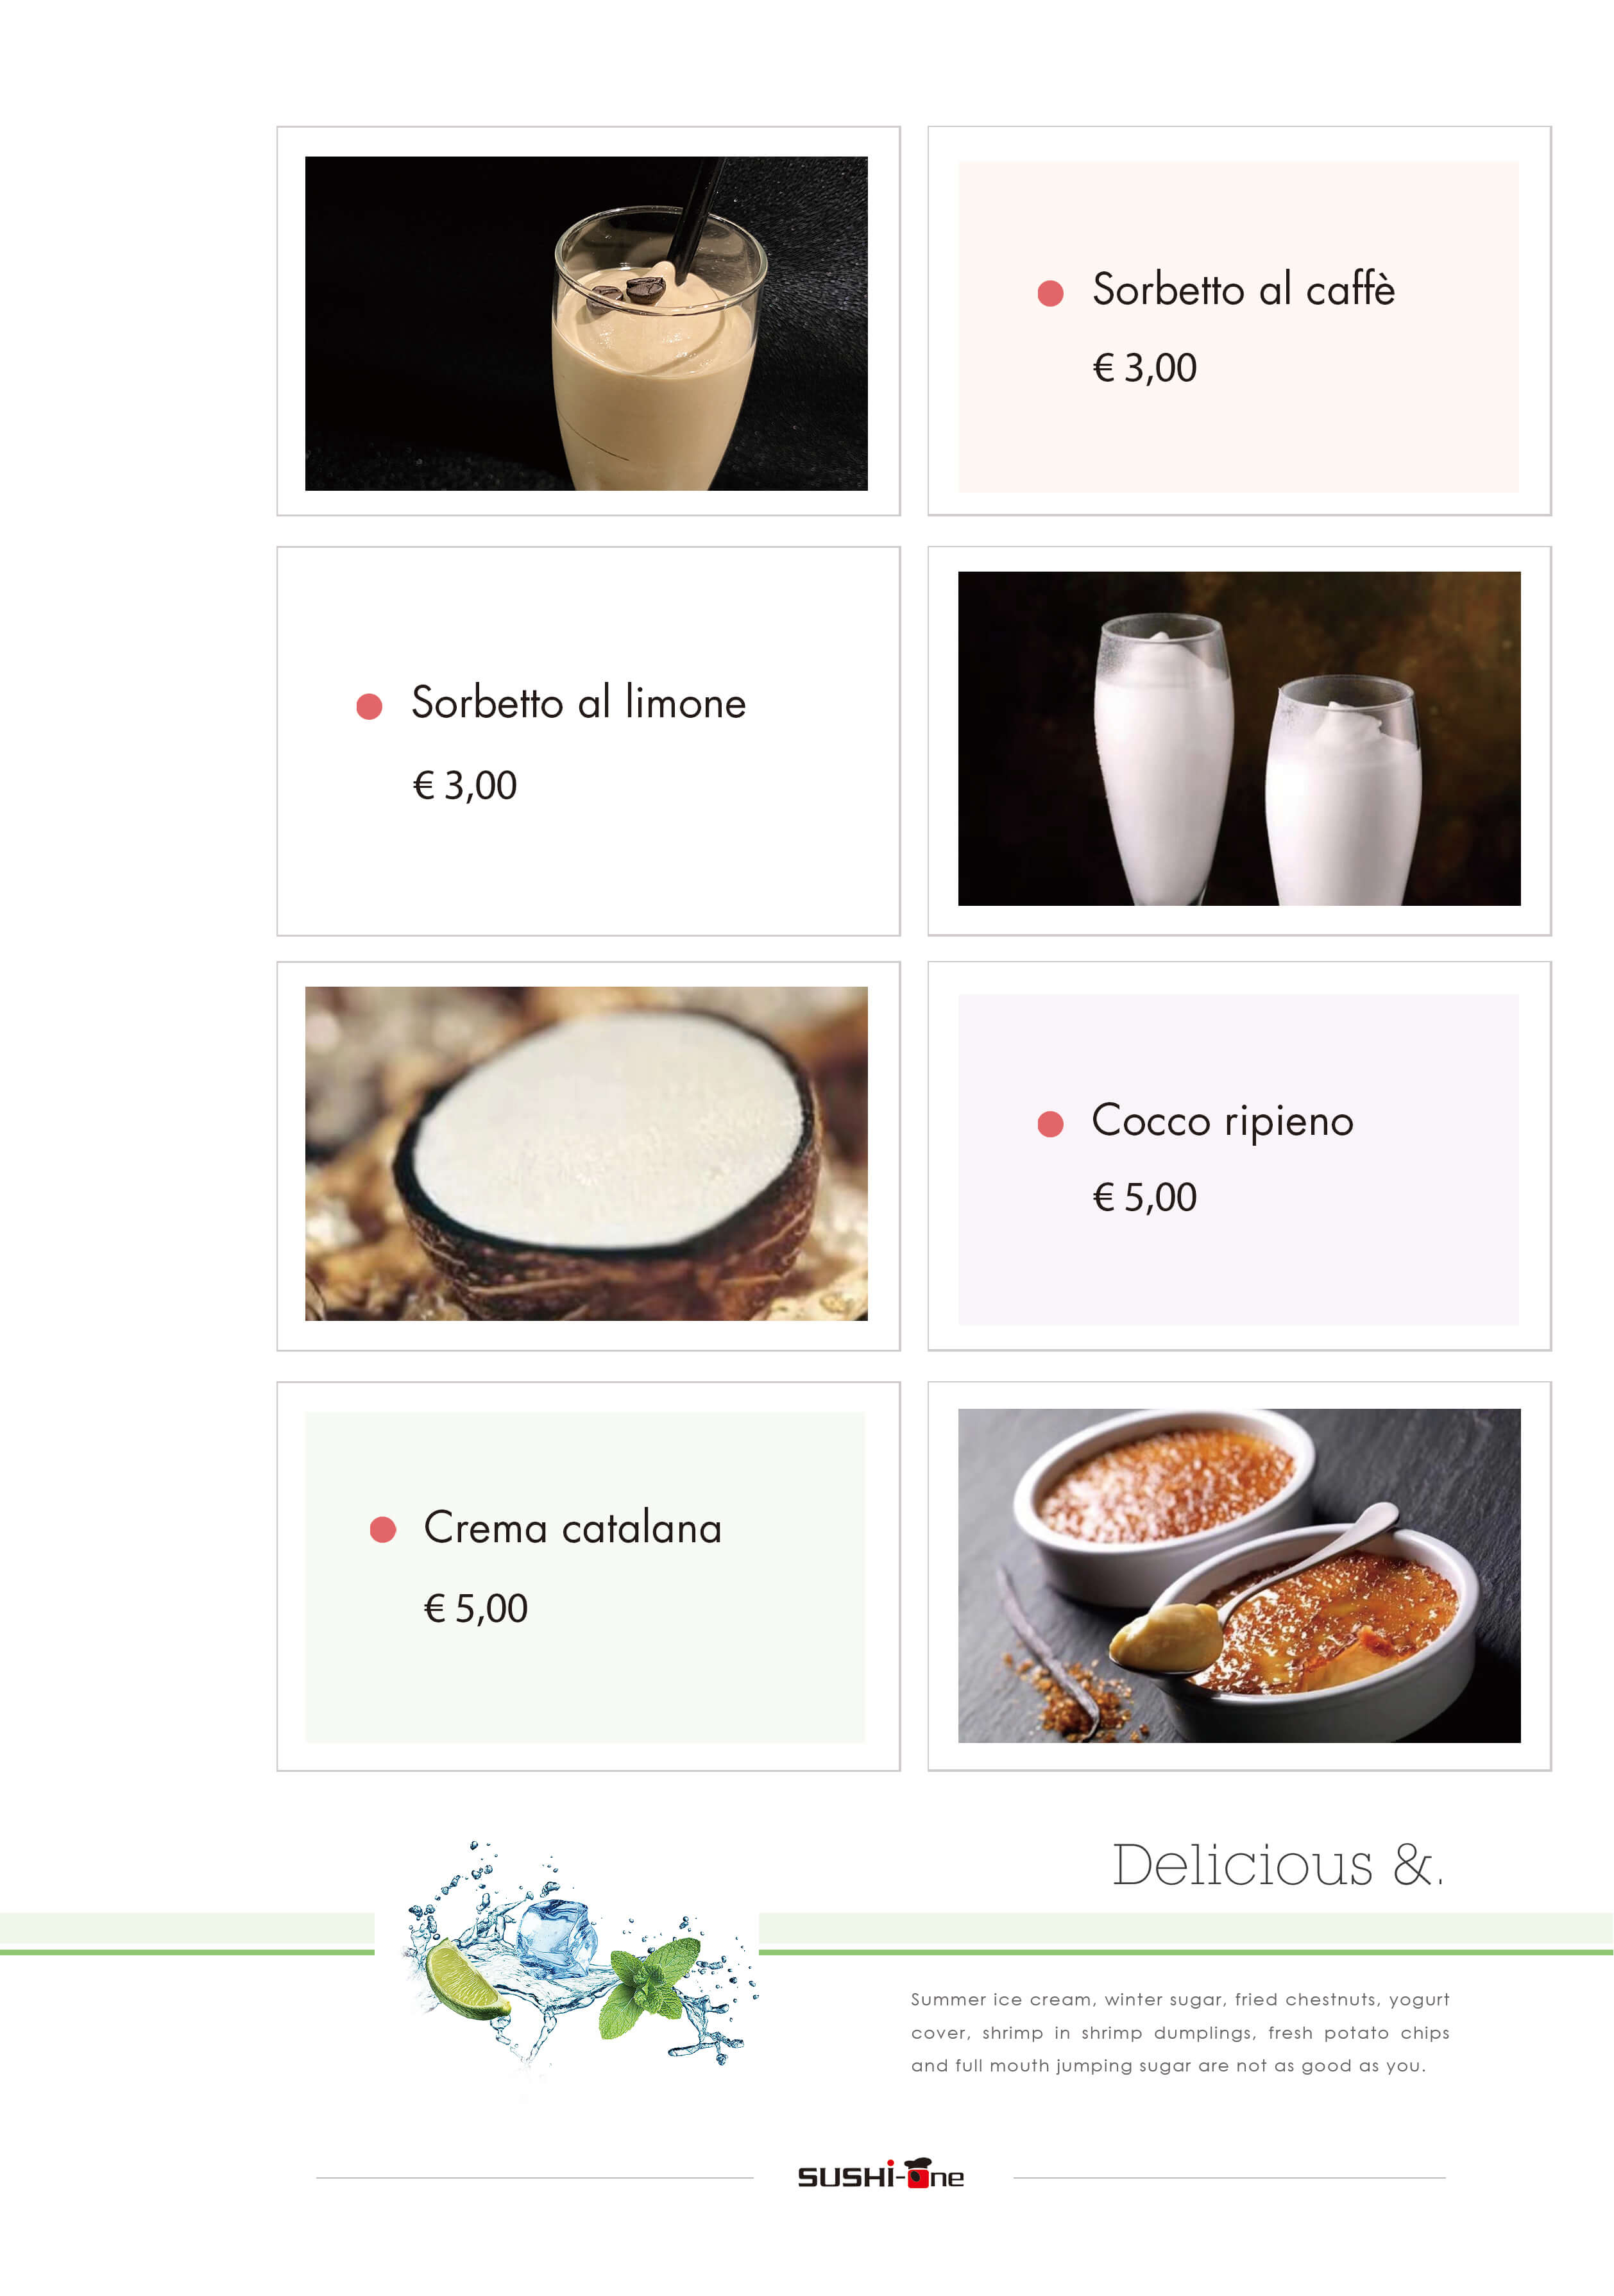 Sorbetto al caffè
€ 3,00
Sorbetto al limone
€ 3,00
Cocco ripieno
€ 5,00
Crema catalana
€ 5,00
Delicious &.
Summer ice cream, winter sugar, fried chestnuts, yogurt
cover, shrimp in shrimp dumplings, fresh potato chips
and full mouth jumping sugar are not as good as you.
SUSHi-One